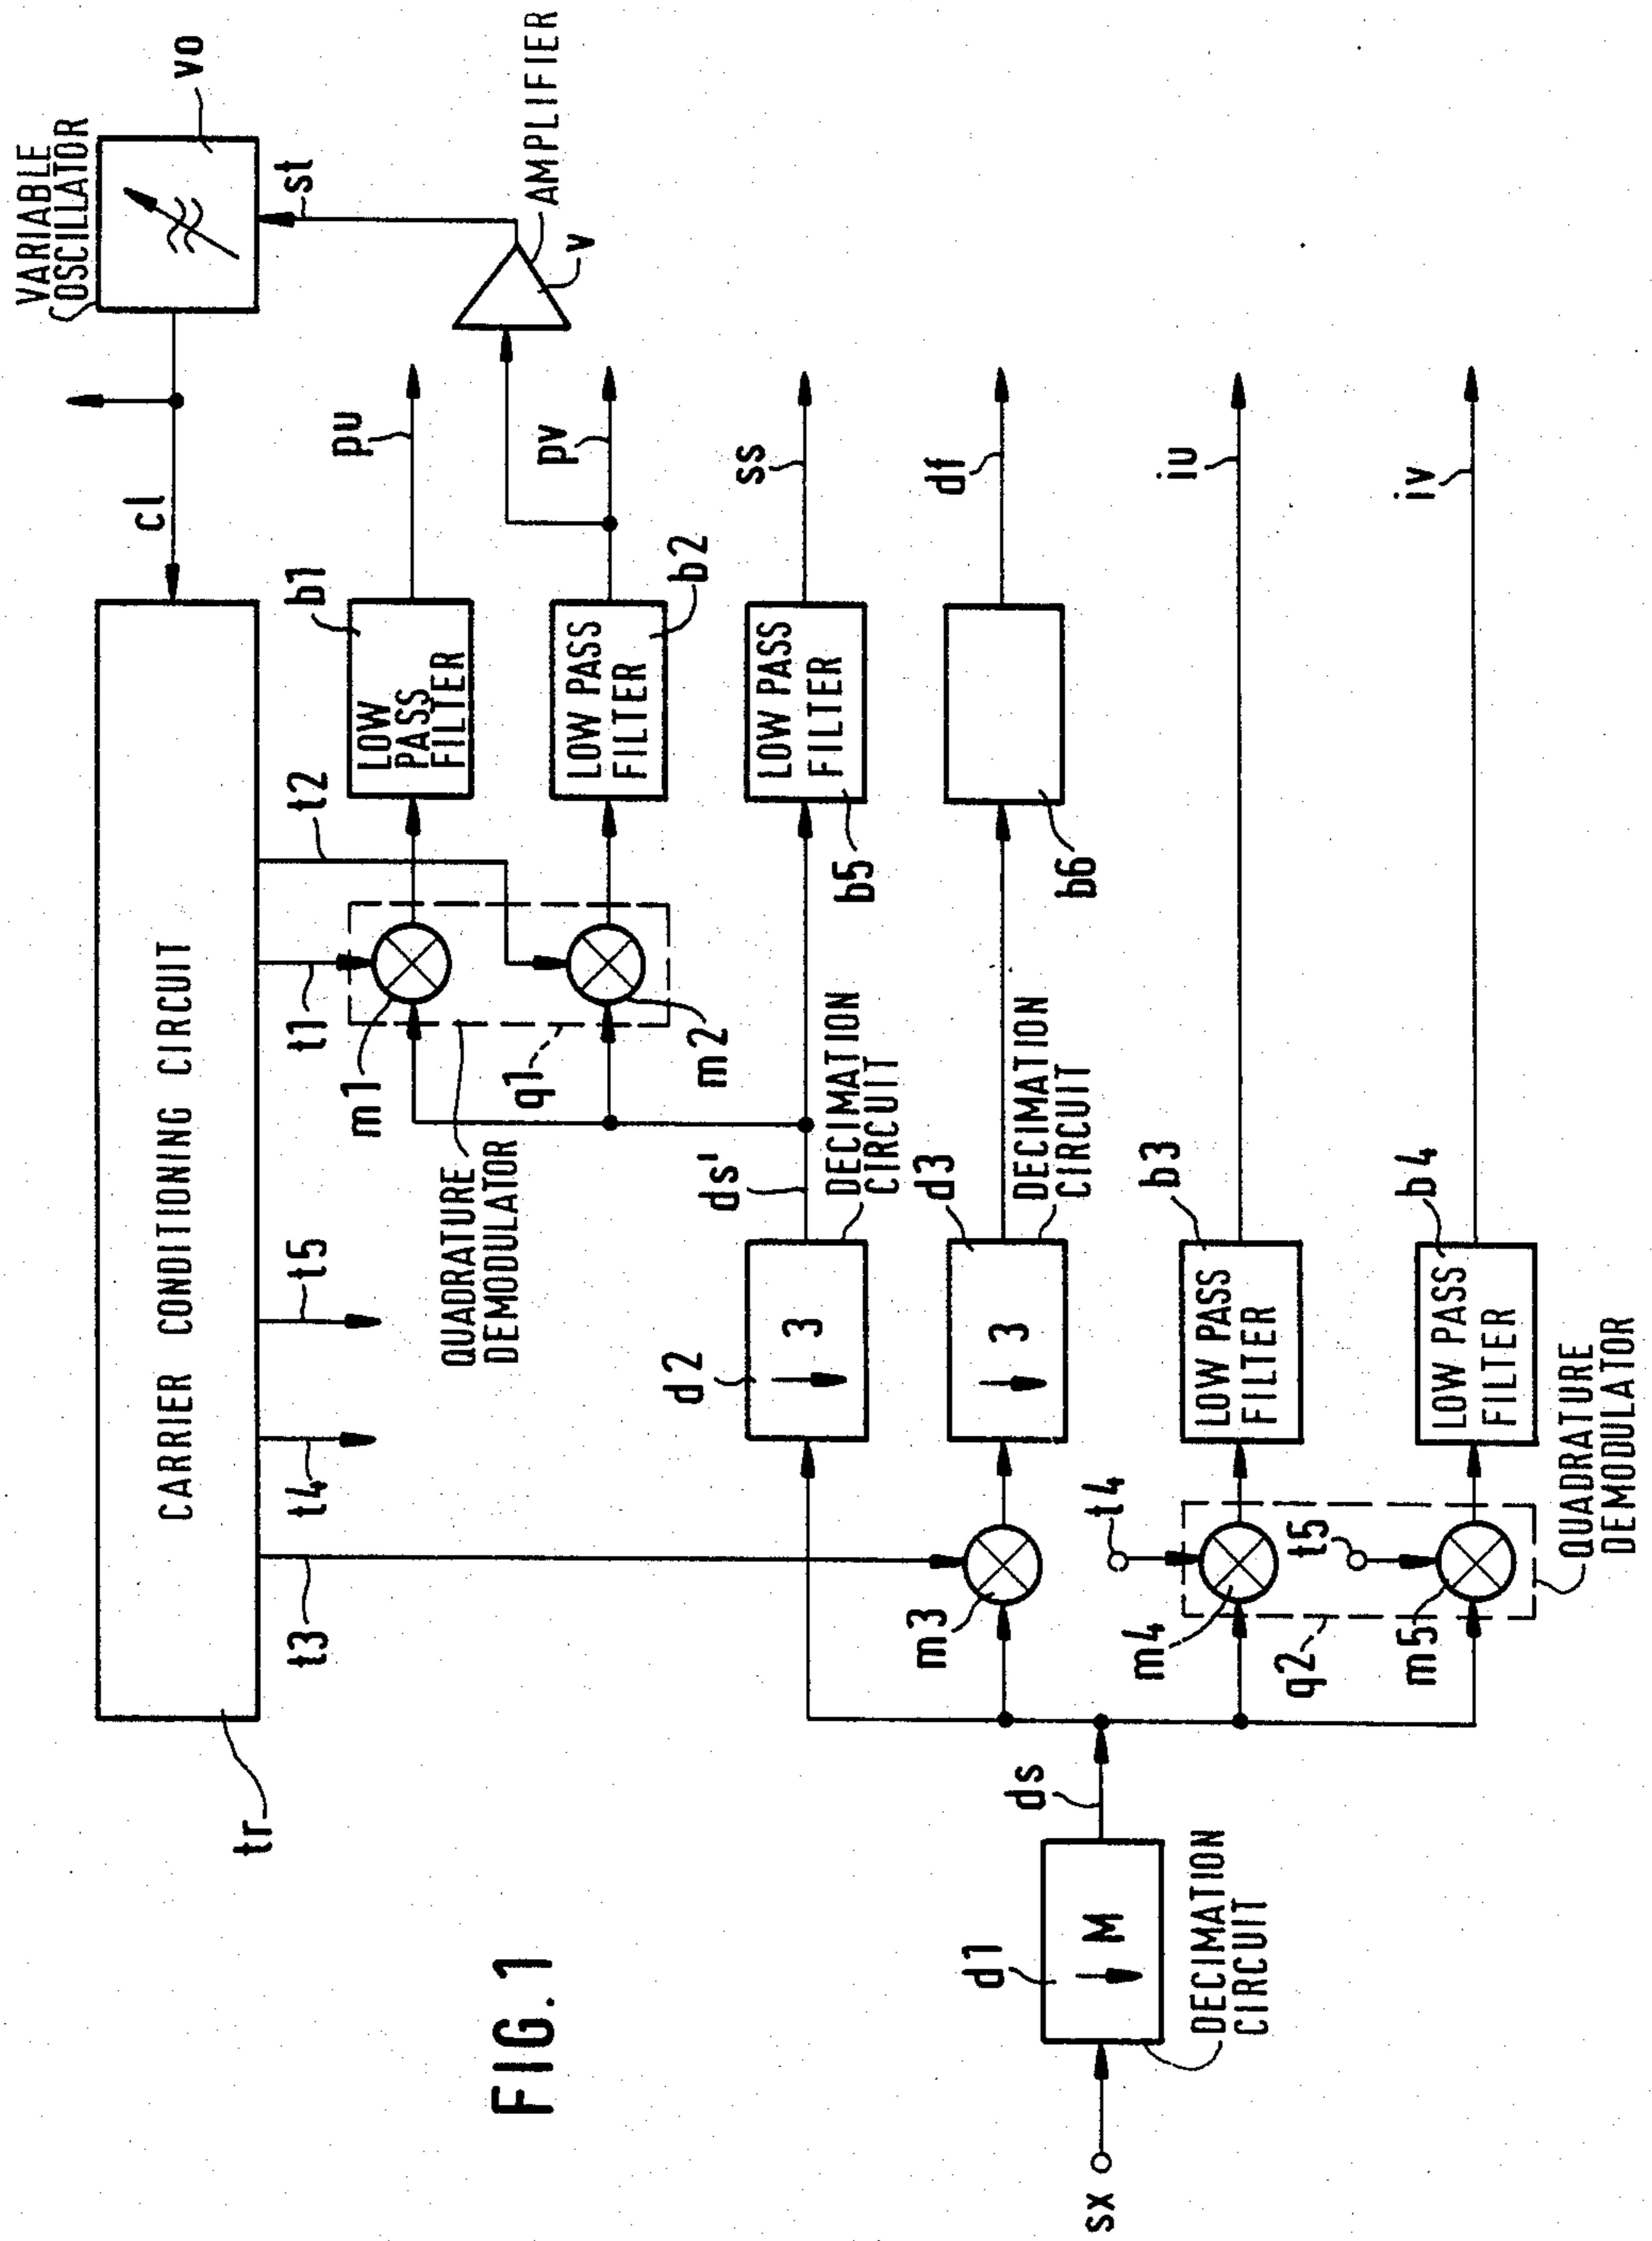 FIG. 1
VARIABLE
OSCILLATOR
vo
cl
st
AMPLIFIER
v
CARRIER CONDITIONING CIRCUIT
tr
t3
t4
t5
t1
t2
m1
b1
LOW
PASS
FILTER
pu
q1
QUADRATURE
DEMODULATOR
m2
LOW PASS
FILTER
b2
pv
d2
3
ds'
DECIMATION
CIRCUIT
LOW PASS
FILTER
b5
ss
m3
d3
3
DECIMATION
CIRCUIT
b6
df
sx
d1
M
DECIMATION
CIRCUIT
ds
t4
m4
b3
LOW PASS
FILTER
iu
q2
t5
m5
b4
LOW PASS
FILTER
iv
QUADRATURE
DEMODULATOR